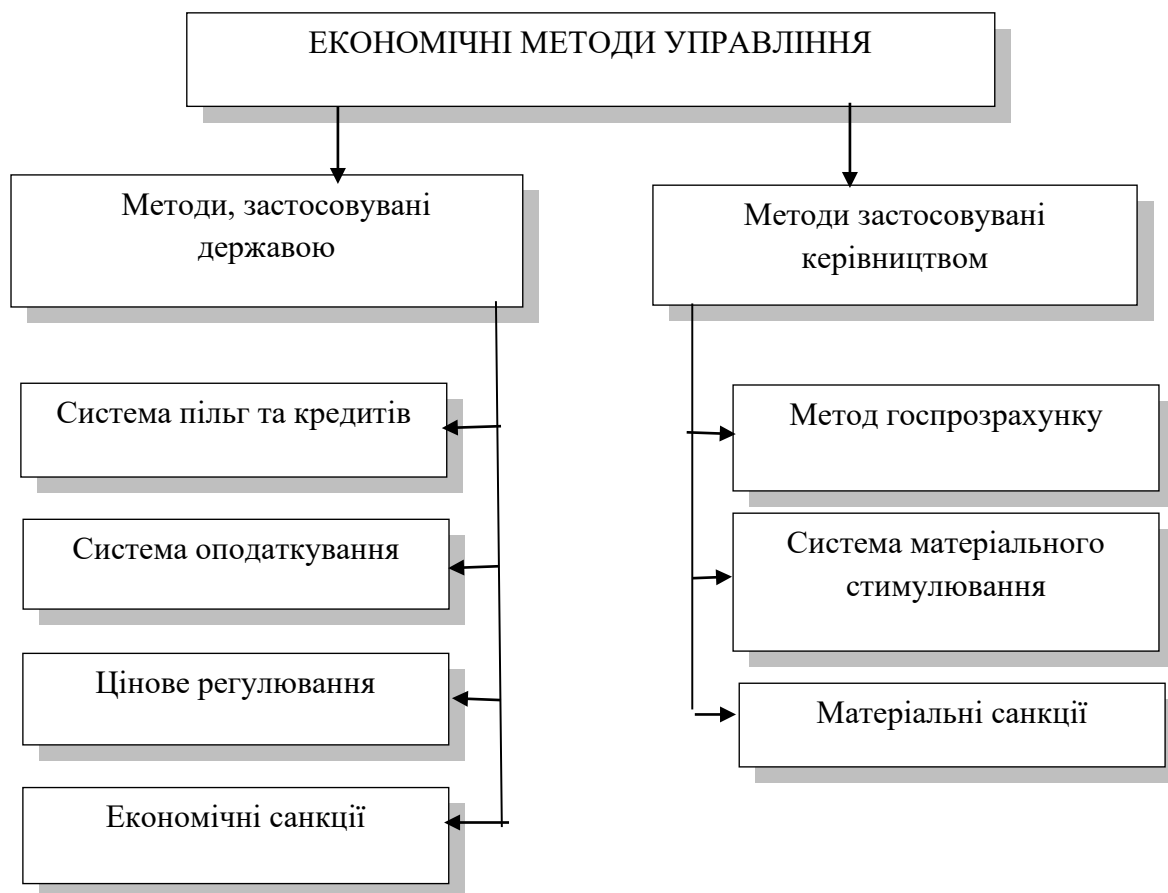 ЕКОНОМІЧНІ МЕТОДИ УПРАВЛІННЯ
Методи, застосовувані
державою
Методи застосовувані
керівництвом
Система пільг та кредитів
Система оподаткування
Цінове регулювання
Економічні санкції
Метод госпрозрахунку
Система матеріального
стимулювання
Матеріальні санкції